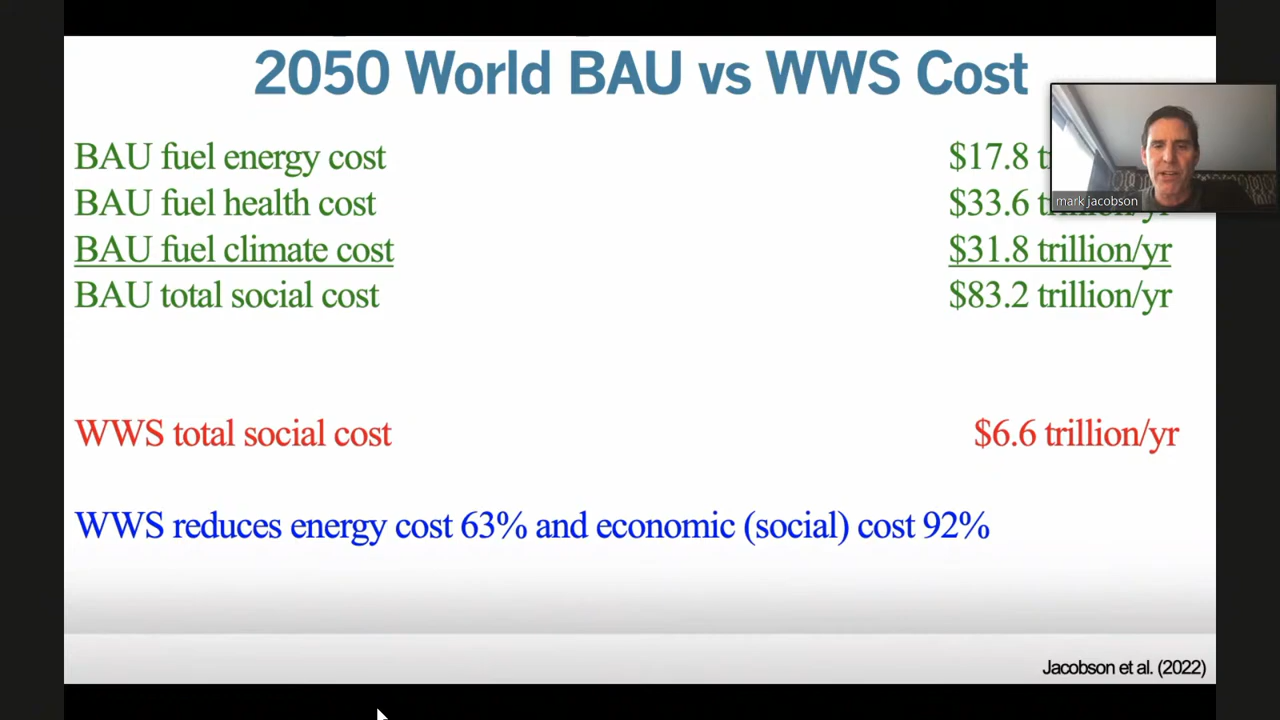 2050 World BAU vs WWS Cost
BAU fuel energy cost $17.8
mark jacobson
BAU fuel health cost $33.6 trillion/yr
BAU fuel climate cost $31.8 trillion/yr
BAU total social cost $83.2 trillion/yr
WWS total social cost $6.6 trillion/yr
WWS reduces energy cost 63% and economic (social) cost 92%
Jacobson et al. (2022)